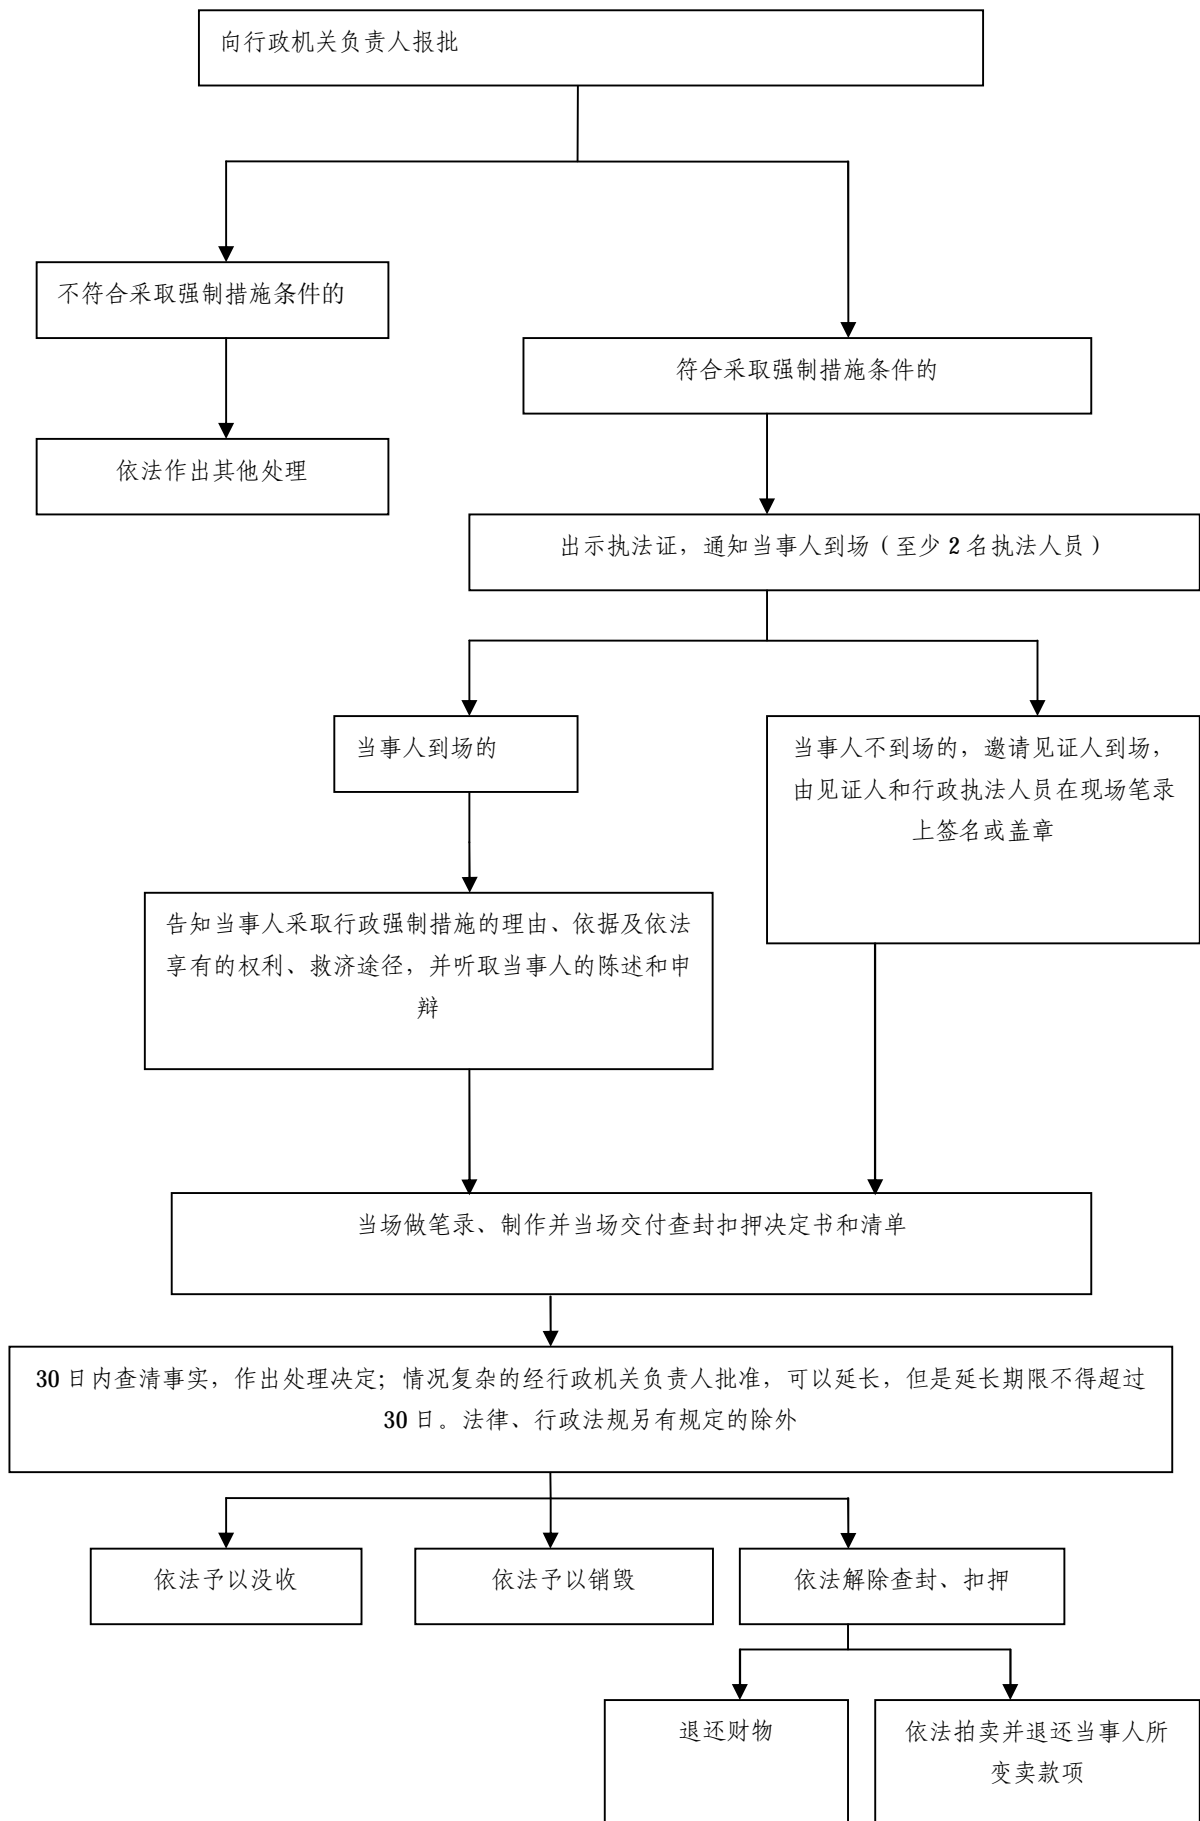 向行政机关负责人报批
不符合采取强制措施条件的
符合采取强制措施条件的
依法作出其他处理
出示执法证，通知当事人到场（至少 2 名执法人员）
当事人到场的
当事人不到场的，邀请见证人到场，
由见证人和行政执法人员在现场笔录
上签名或盖章
告知当事人采取行政强制措施的理由、依据及依法
享有的权利、救济途径，并听取当事人的陈述和申
辩
当场做笔录、制作并当场交付查封扣押决定书和清单
30 日内查清事实，作出处理决定；情况复杂的经行政机关负责人批准，可以延长，但是延长期限不得超过
30 日。法律、行政法规另有规定的除外
依法予以没收
依法予以销毁
依法解除查封、扣押
退还财物
依法拍卖并退还当事人所
变卖款项